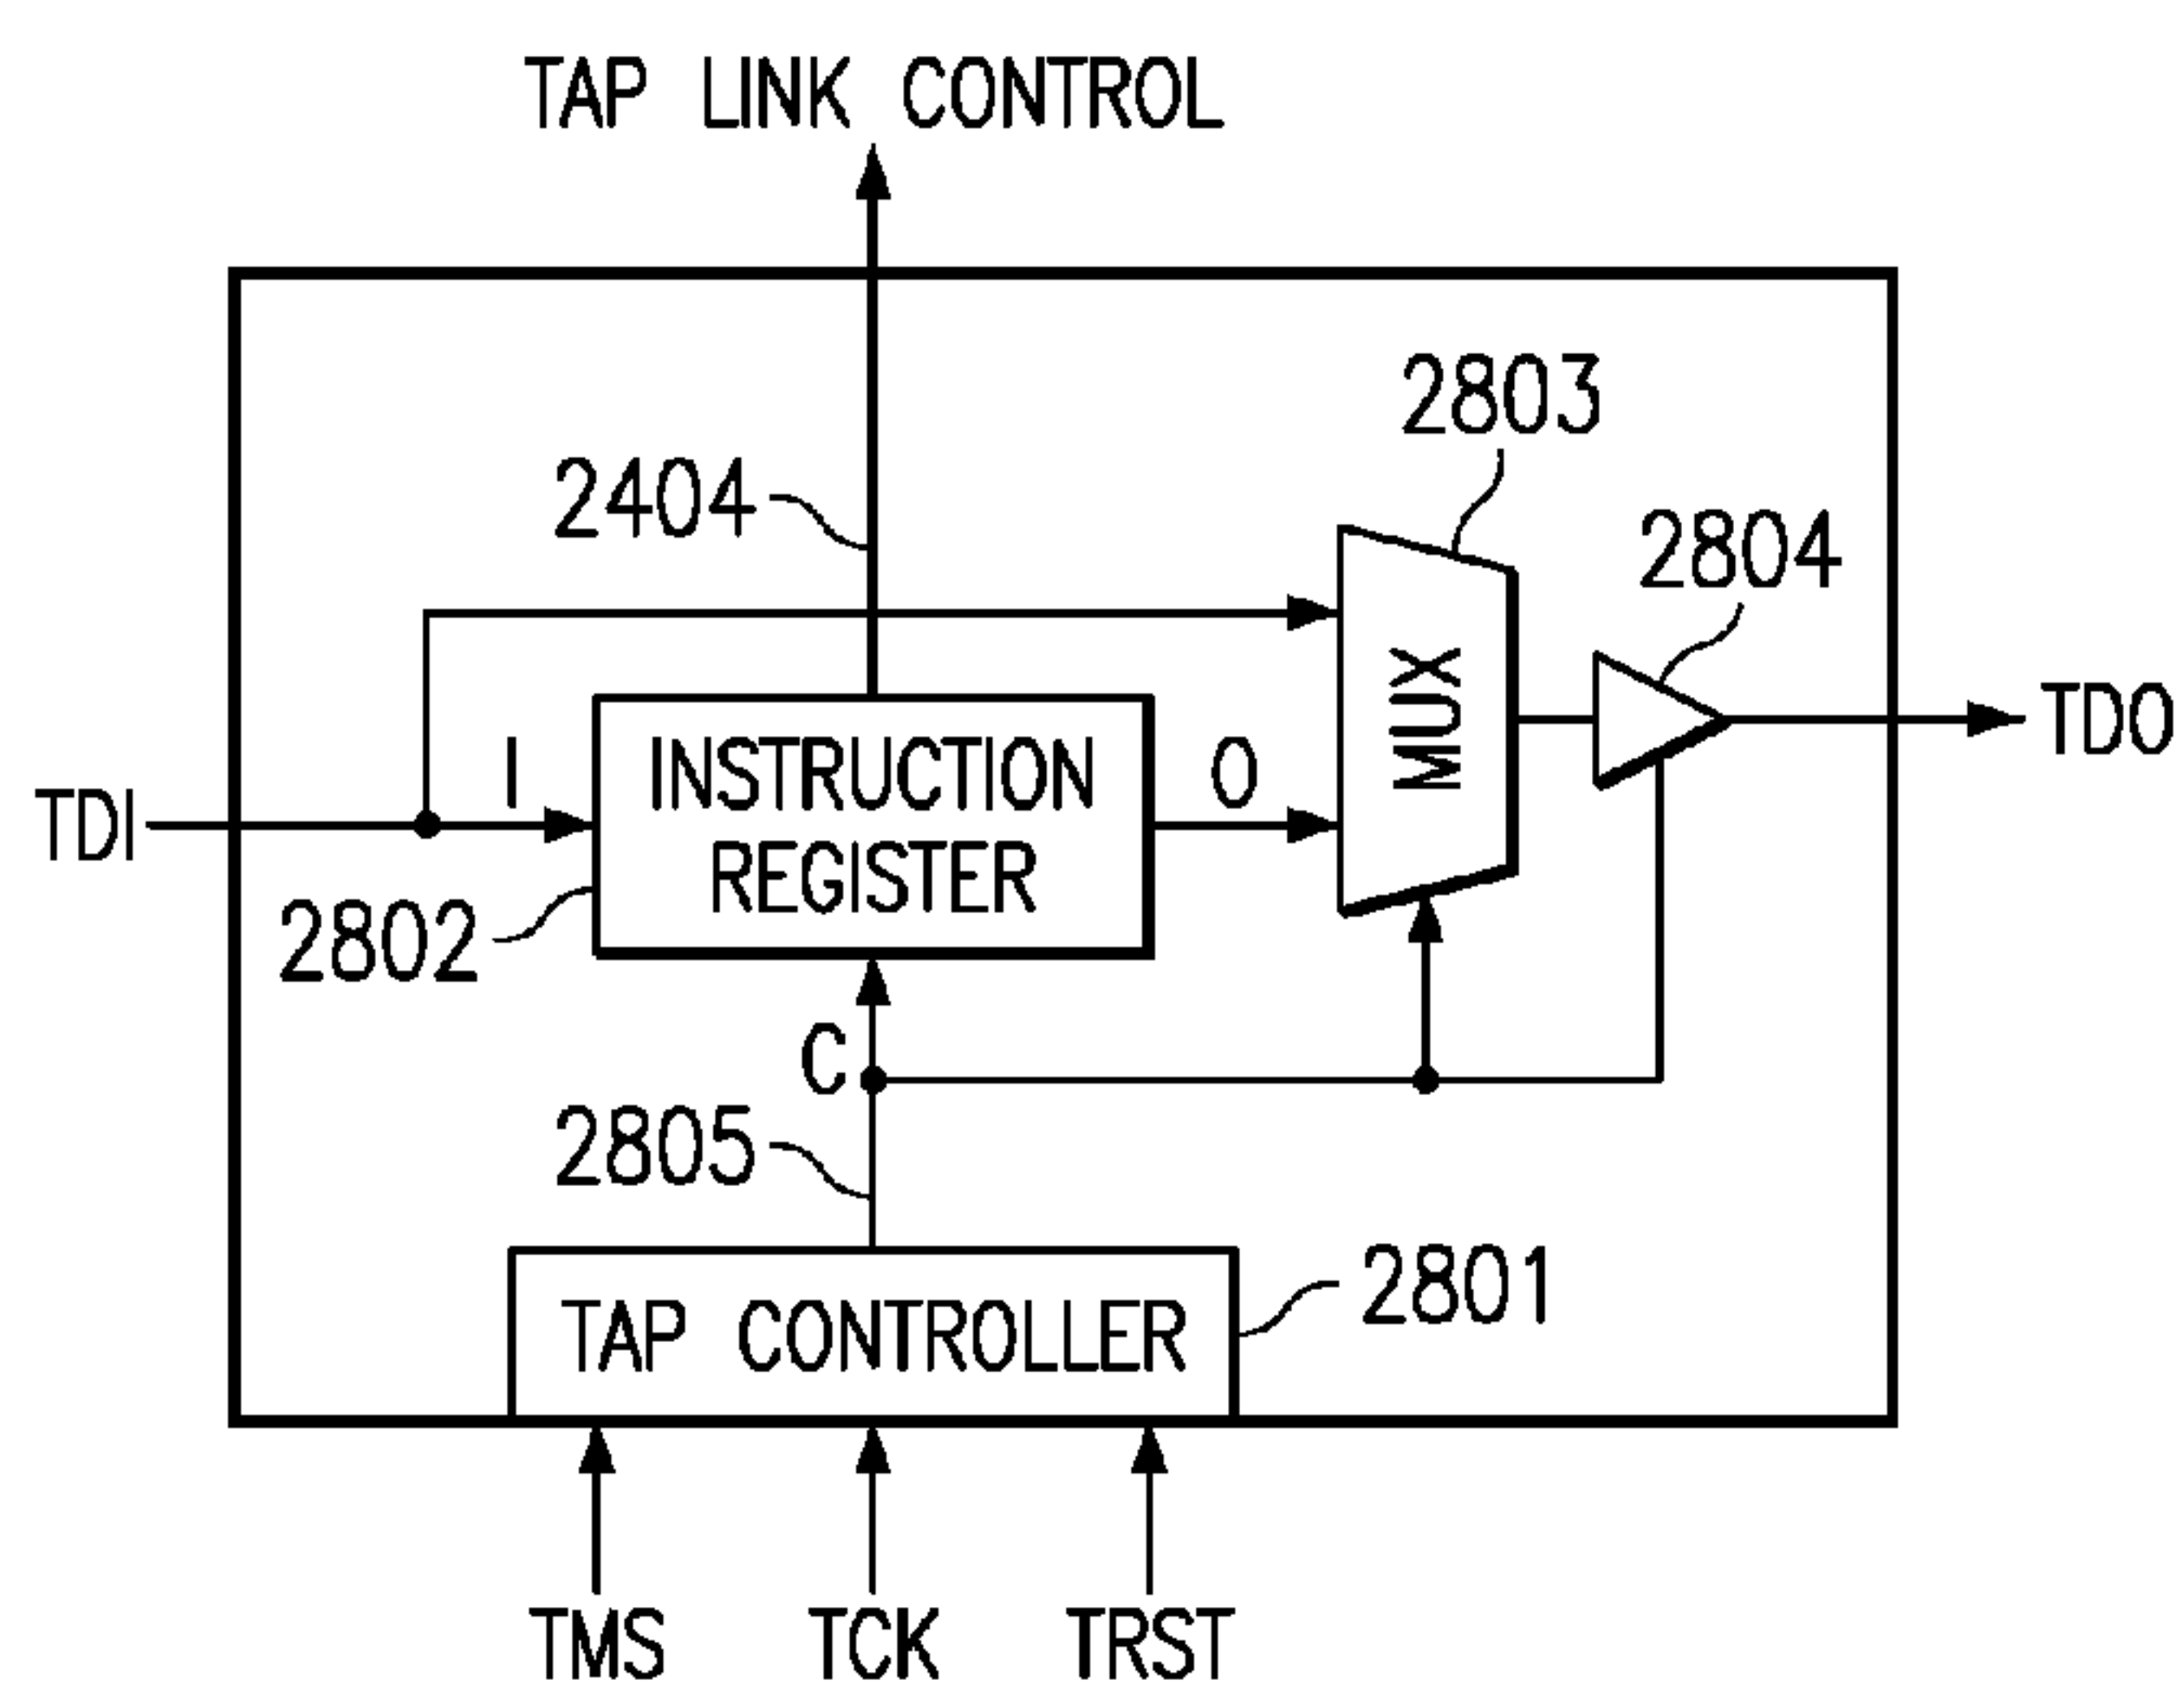 TAP LINK CONTROL
2803
2404
2804
MUX
I
INSTRUCTION
REGISTER
O
TDO
TDI
2802
C
2805
2801
TAP CONTROLLER
TMS
TCK
TRST